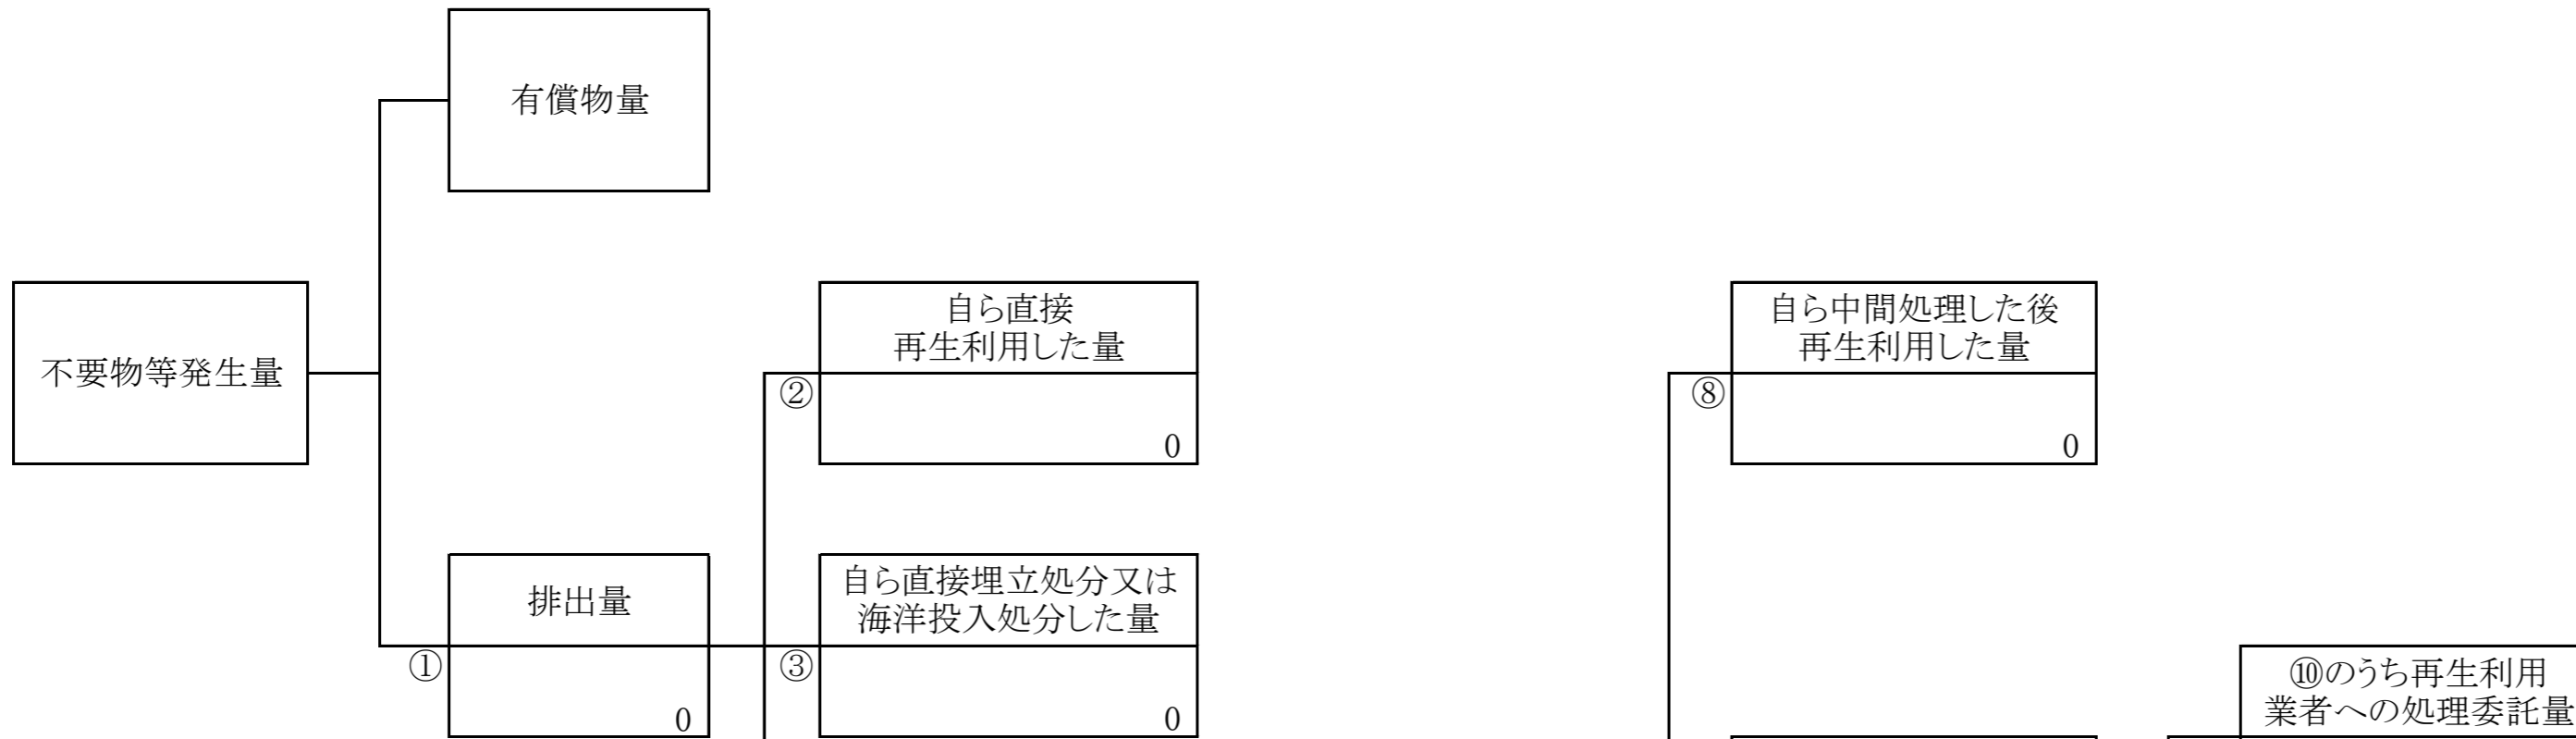 有償物量
不要物等発生量
自ら直接
再生利用した量
②
0
自ら中間処理した後
再生利用した量
⑧
0
排出量
①
0
自ら直接埋立処分又は
海洋投入処分した量
③
0
⑩のうち再生利用
業者への処理委託量